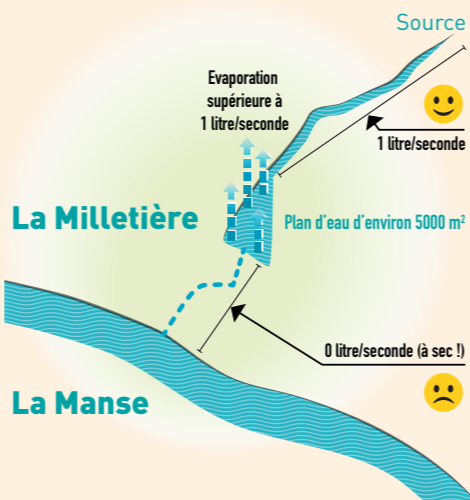 Source
Evaporation
supérieure à
1 litre/seconde
1 litre/seconde
La Milletière
Plan d'eau d'environ 5000 m²
0 litre/seconde (à sec !)
La Manse